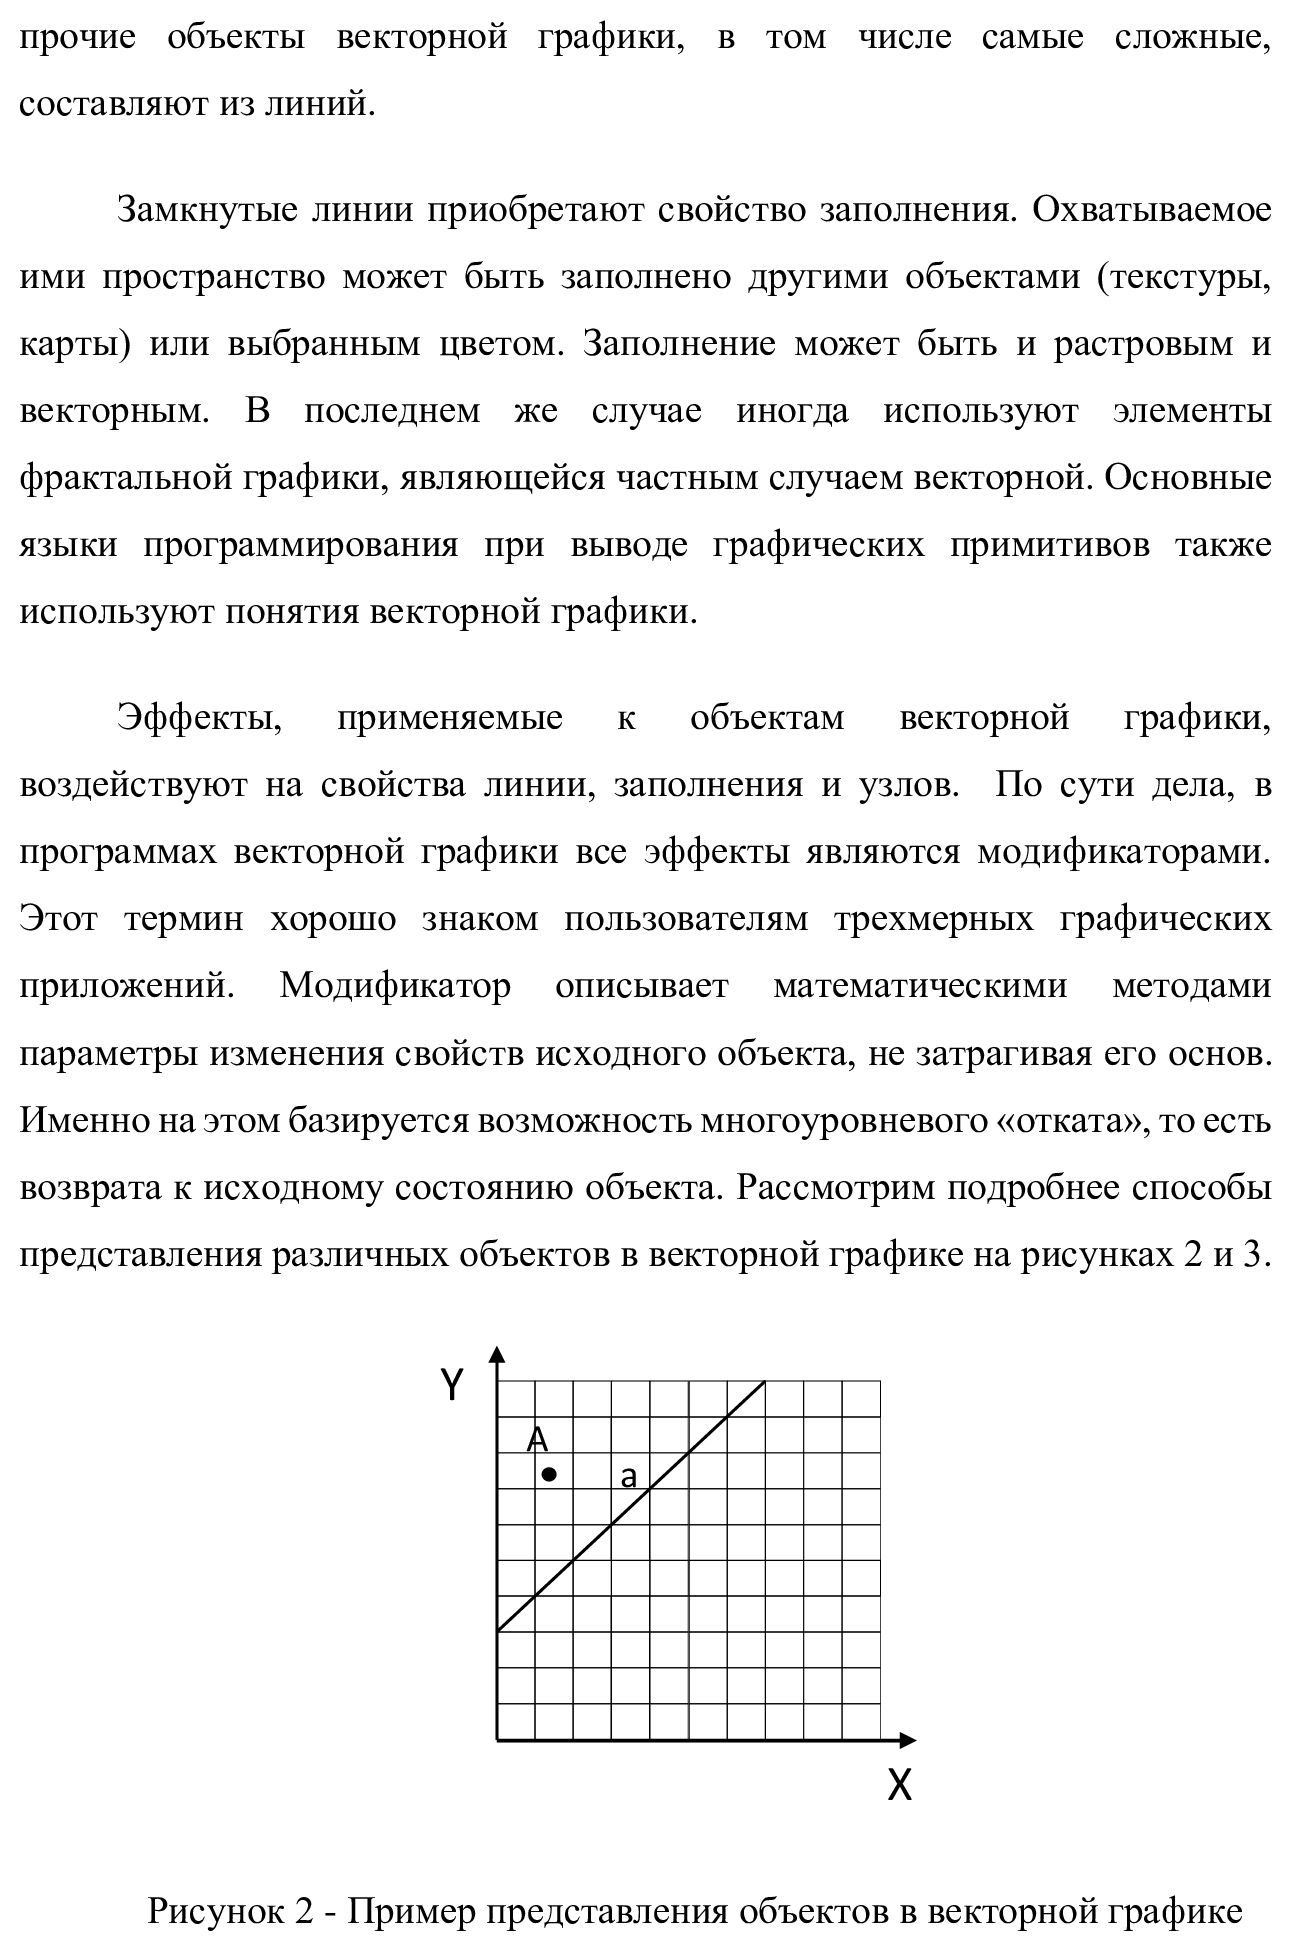 прочие объекты векторной графики, в том числе самые сложные,
составляют из линий.
Замкнутые линии приобретают свойство заполнения. Охватываемое
ими пространство может быть заполнено другими объектами (текстуры,
карты) или выбранным цветом. Заполнение может быть и растровым и
векторным. В последнем же случае иногда используют элементы
фрактальной графики, являющейся частным случаем векторной. Основные
языки программирования при выводе графических примитивов также
используют понятия векторной графики.
Эффекты, применяемые к объектам векторной графики,
воздействуют на свойства линии, заполнения и узлов. По сути дела, в
программах векторной графики все эффекты являются модификаторами.
Этот термин хорошо знаком пользователям трехмерных графических
приложений. Модификатор описывает математическими методами
параметры изменения свойств исходного объекта, не затрагивая его основ.
Именно на этом базируется возможность многоуровневого «отката», то есть
возврата к исходному состоянию объекта. Рассмотрим подробнее способы
представления различных объектов в векторной графике на рисунках 2 и 3.
Y
A
a
X
Рисунок 2 - Пример представления объектов в векторной графике